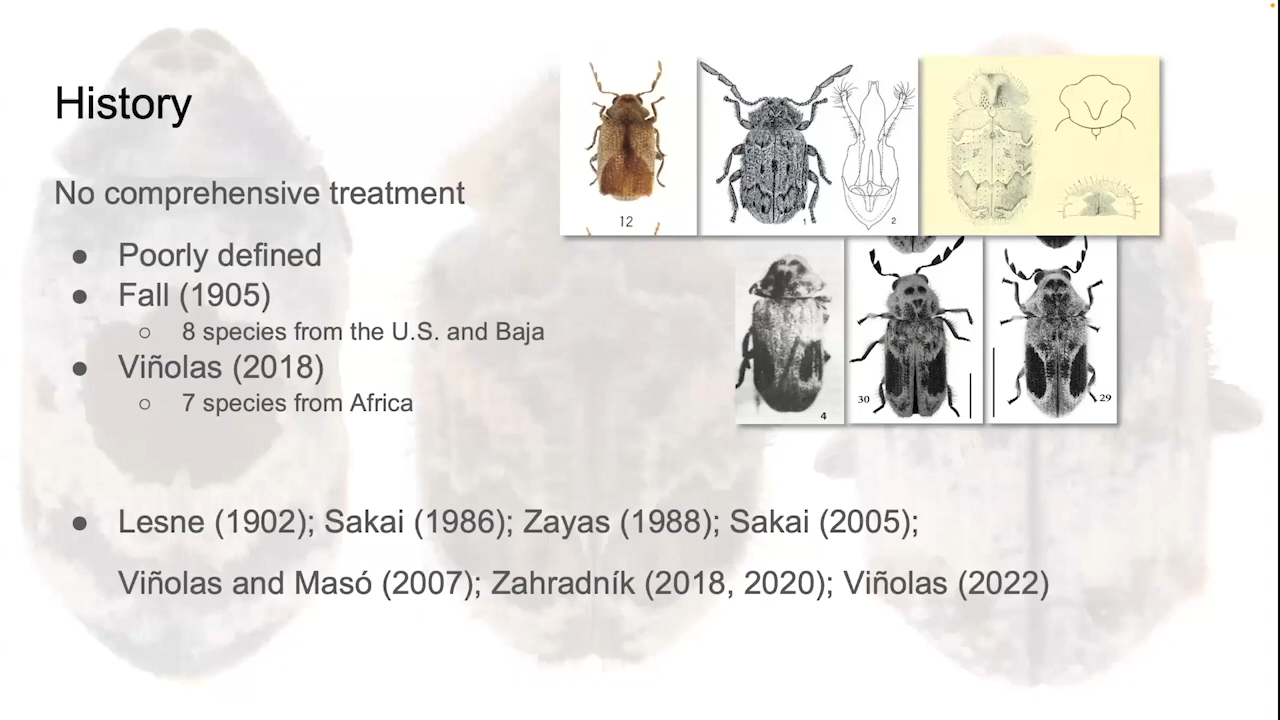 History
No comprehensive treatment
● Poorly defined
● Fall (1905)
○ 8 species from the U.S. and Baja
● Viñolas (2018)
○ 7 species from Africa
● Lesne (1902); Sakai (1986); Zayas (1988); Sakai (2005);
Viñolas and Masó (2007); Zahradník (2018, 2020); Viñolas (2022)
12
1
2
4
30
29